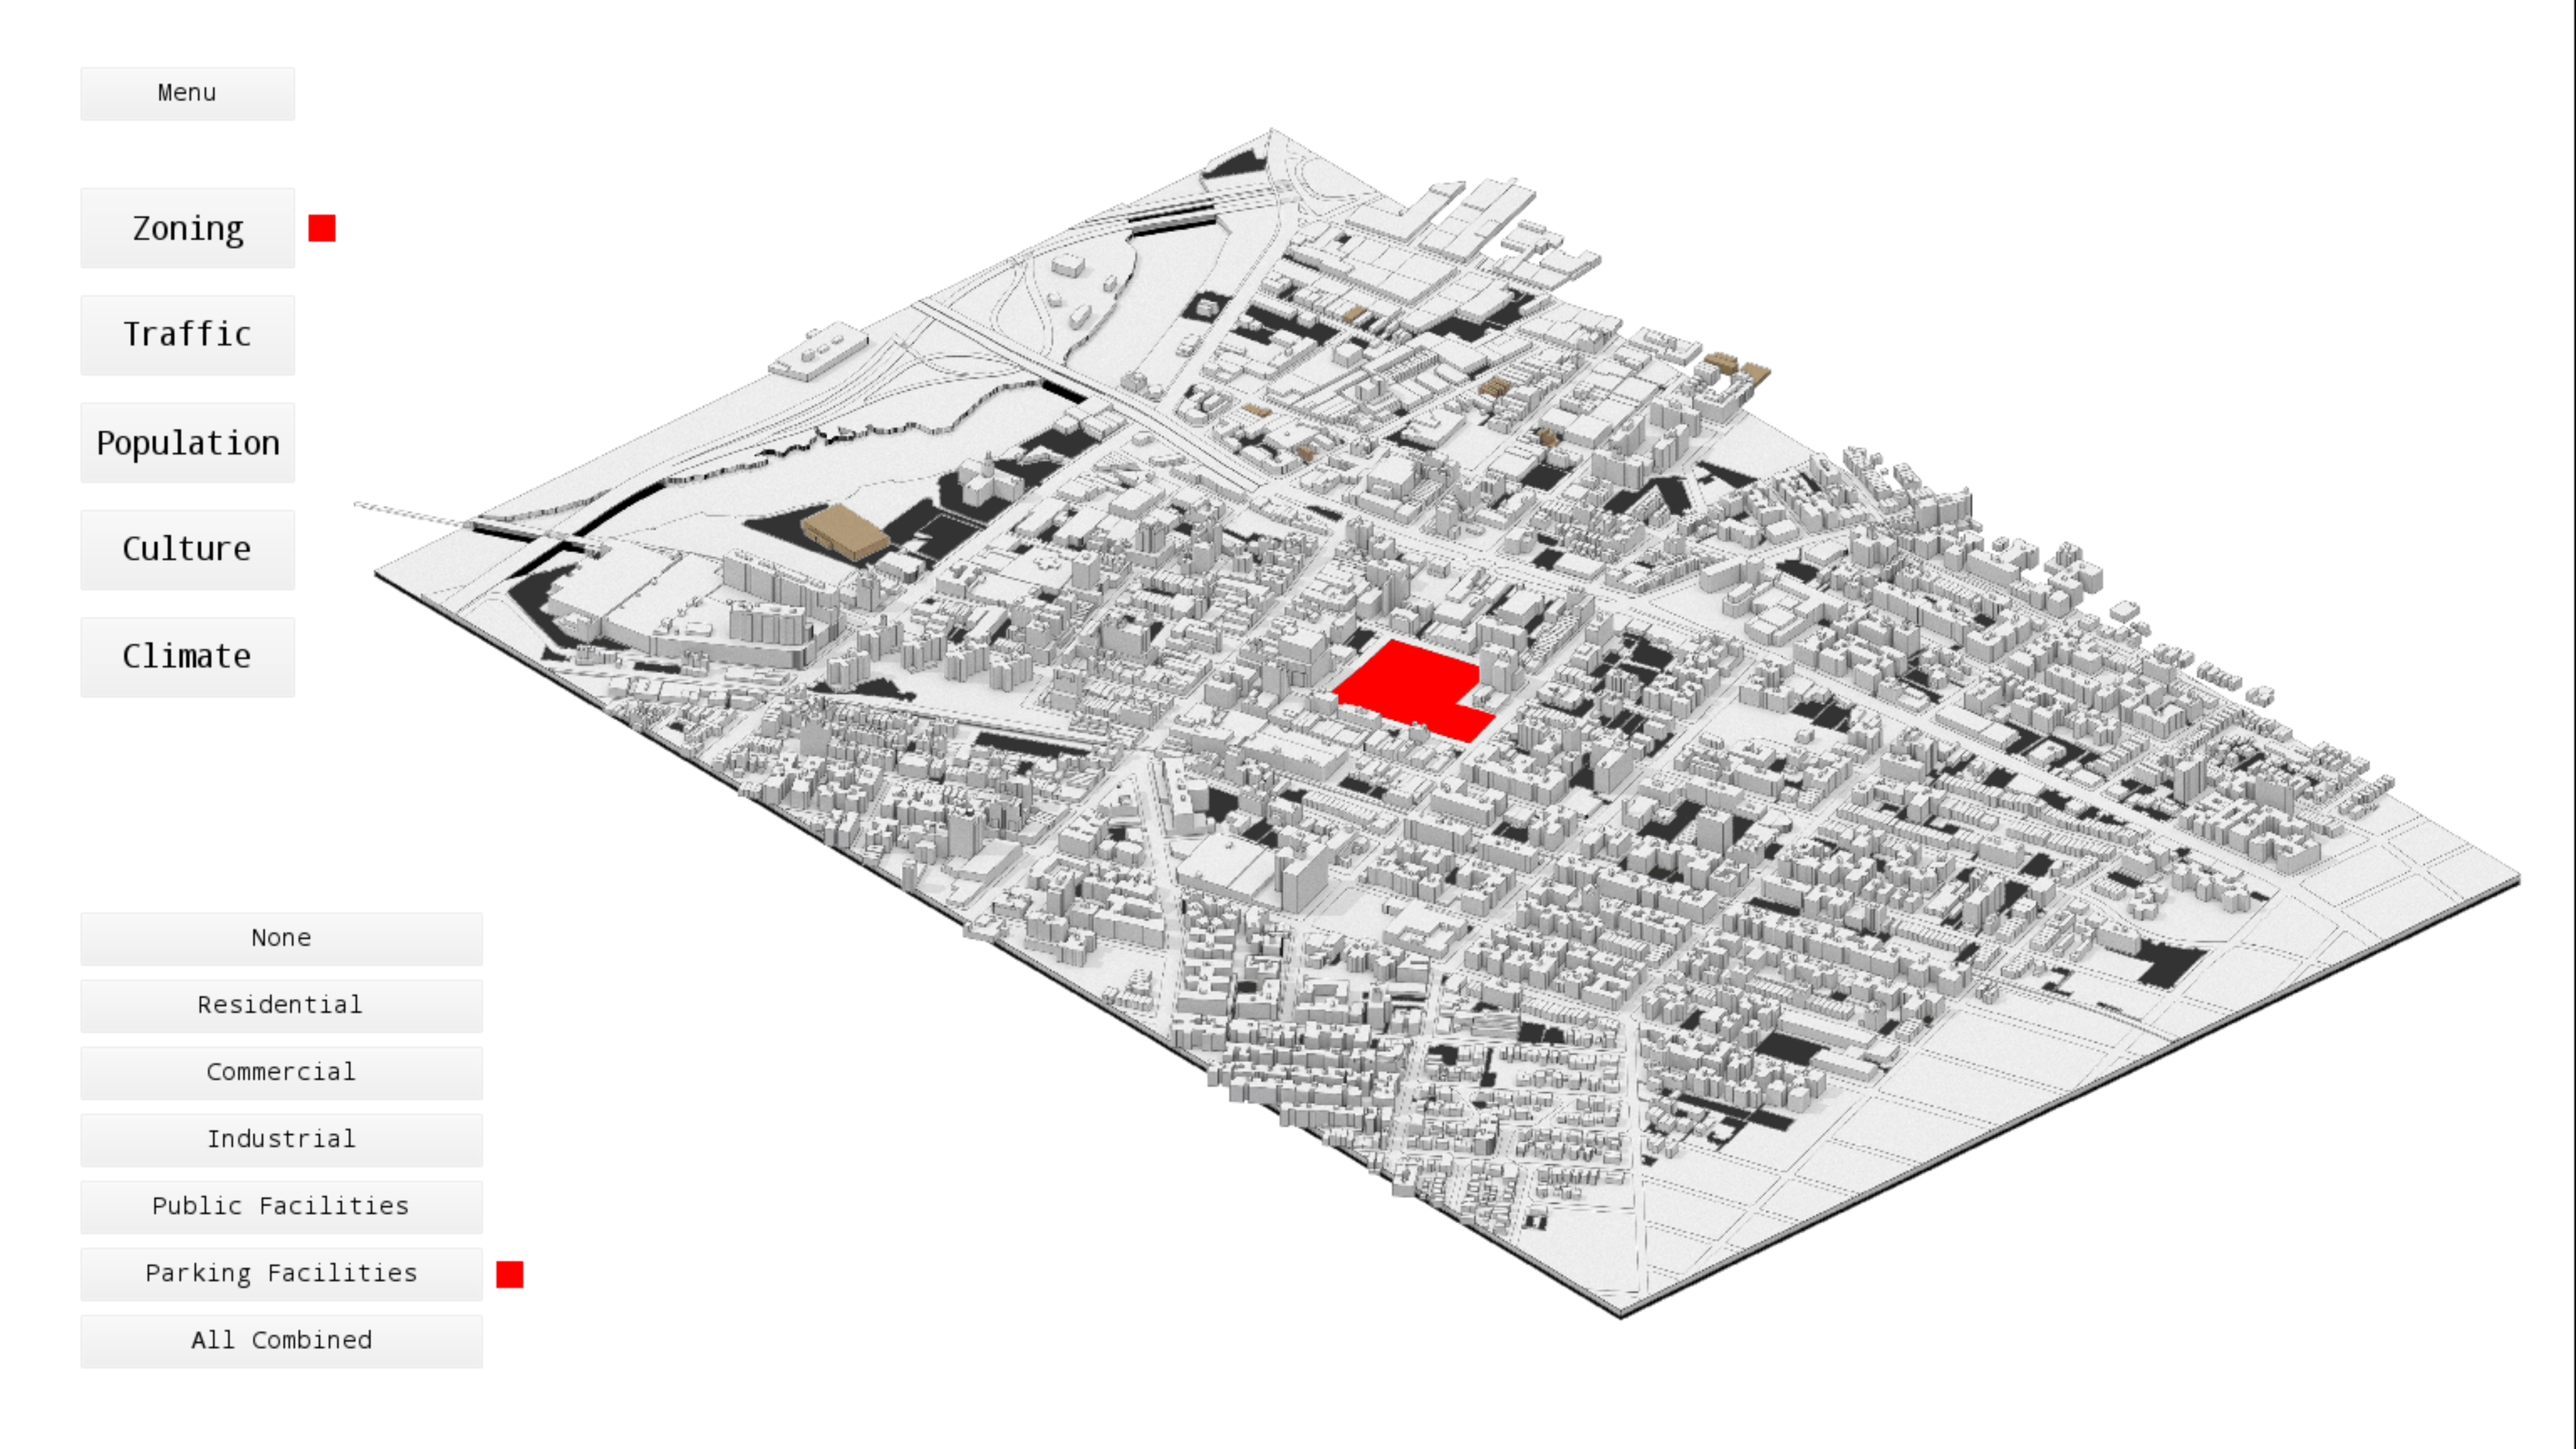 Menu
Zoning
Traffic
Population
Culture
Climate
None
Residential
Commercial
Industrial
Public Facilities
Parking Facilities
All Combined